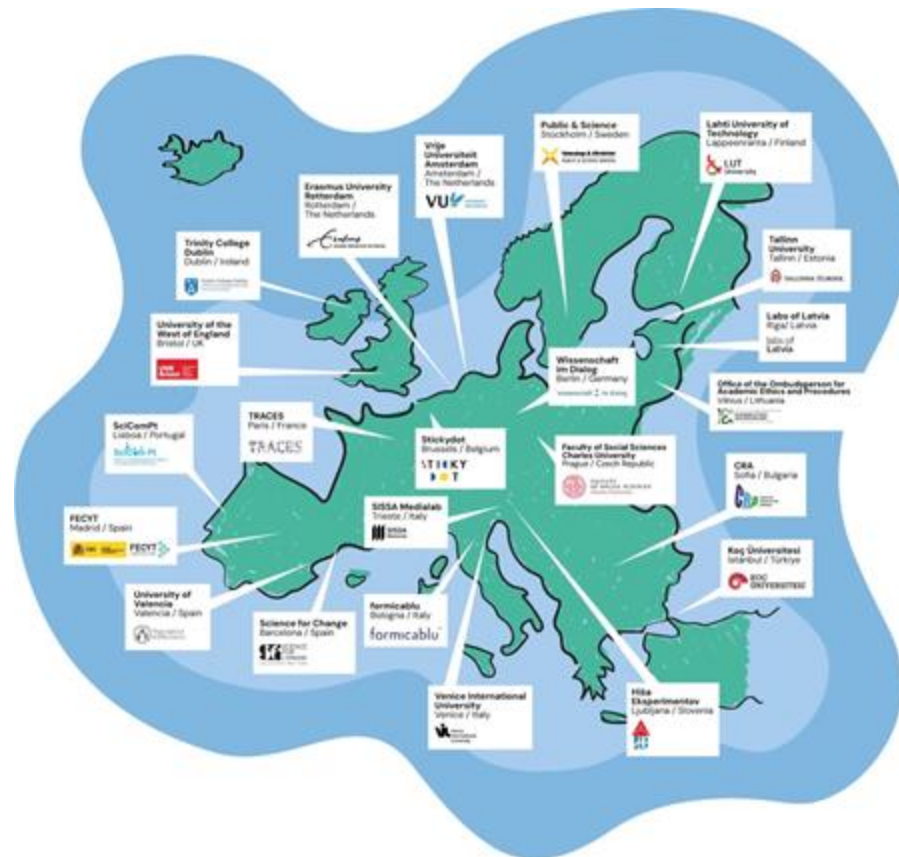 Public & Science
Stockholm / Sweden
Lahti University of
Technology
Lappeenranta / Finland
LUT
University
Vrije
Universiteit
Amsterdam
Amsterdam /
The Netherlands
VU
Erasmus University
Rotterdam
Rotterdam /
The Netherlands
Erasmus
Trinity College
Dublin
Dublin / Ireland
Tallinn
University
Tallinn / Estonia
TALLINNA ÜLIKOOL
University of the
West of England
Bristol / UK
Labs of Latvia
Riga/ Latvia
labs of
Latvia
Wissenschaft
im Dialog
Berlin / Germany
Office of the Ombudsperson for
Academic Ethics and Procedures
Vilnius / Lithuania
SciComPt
Lisboa / Portugal
TRACES
Paris / France
TRACES
Stickydot
Brussels / Belgium
STICKY
DOT
Faculty of Social Sciences
Charles University
Prague / Czech Republic
CRA
Sofia / Bulgaria
SISSA Medialab
Trieste / Italy
SISSA
FECYT
Madrid / Spain
FECYT
Koç Üniversitesi
Istanbul / Türkiye
KOÇ
ÜNIVERSITESI
University of
Valencia
Valencia / Spain
Science for Change
Barcelona / Spain
formicablu
Bologna / Italy
formicablu
Venice International
University
Venice / Italy
Hiša
Eksperimentov
Ljubljana / Slovenia